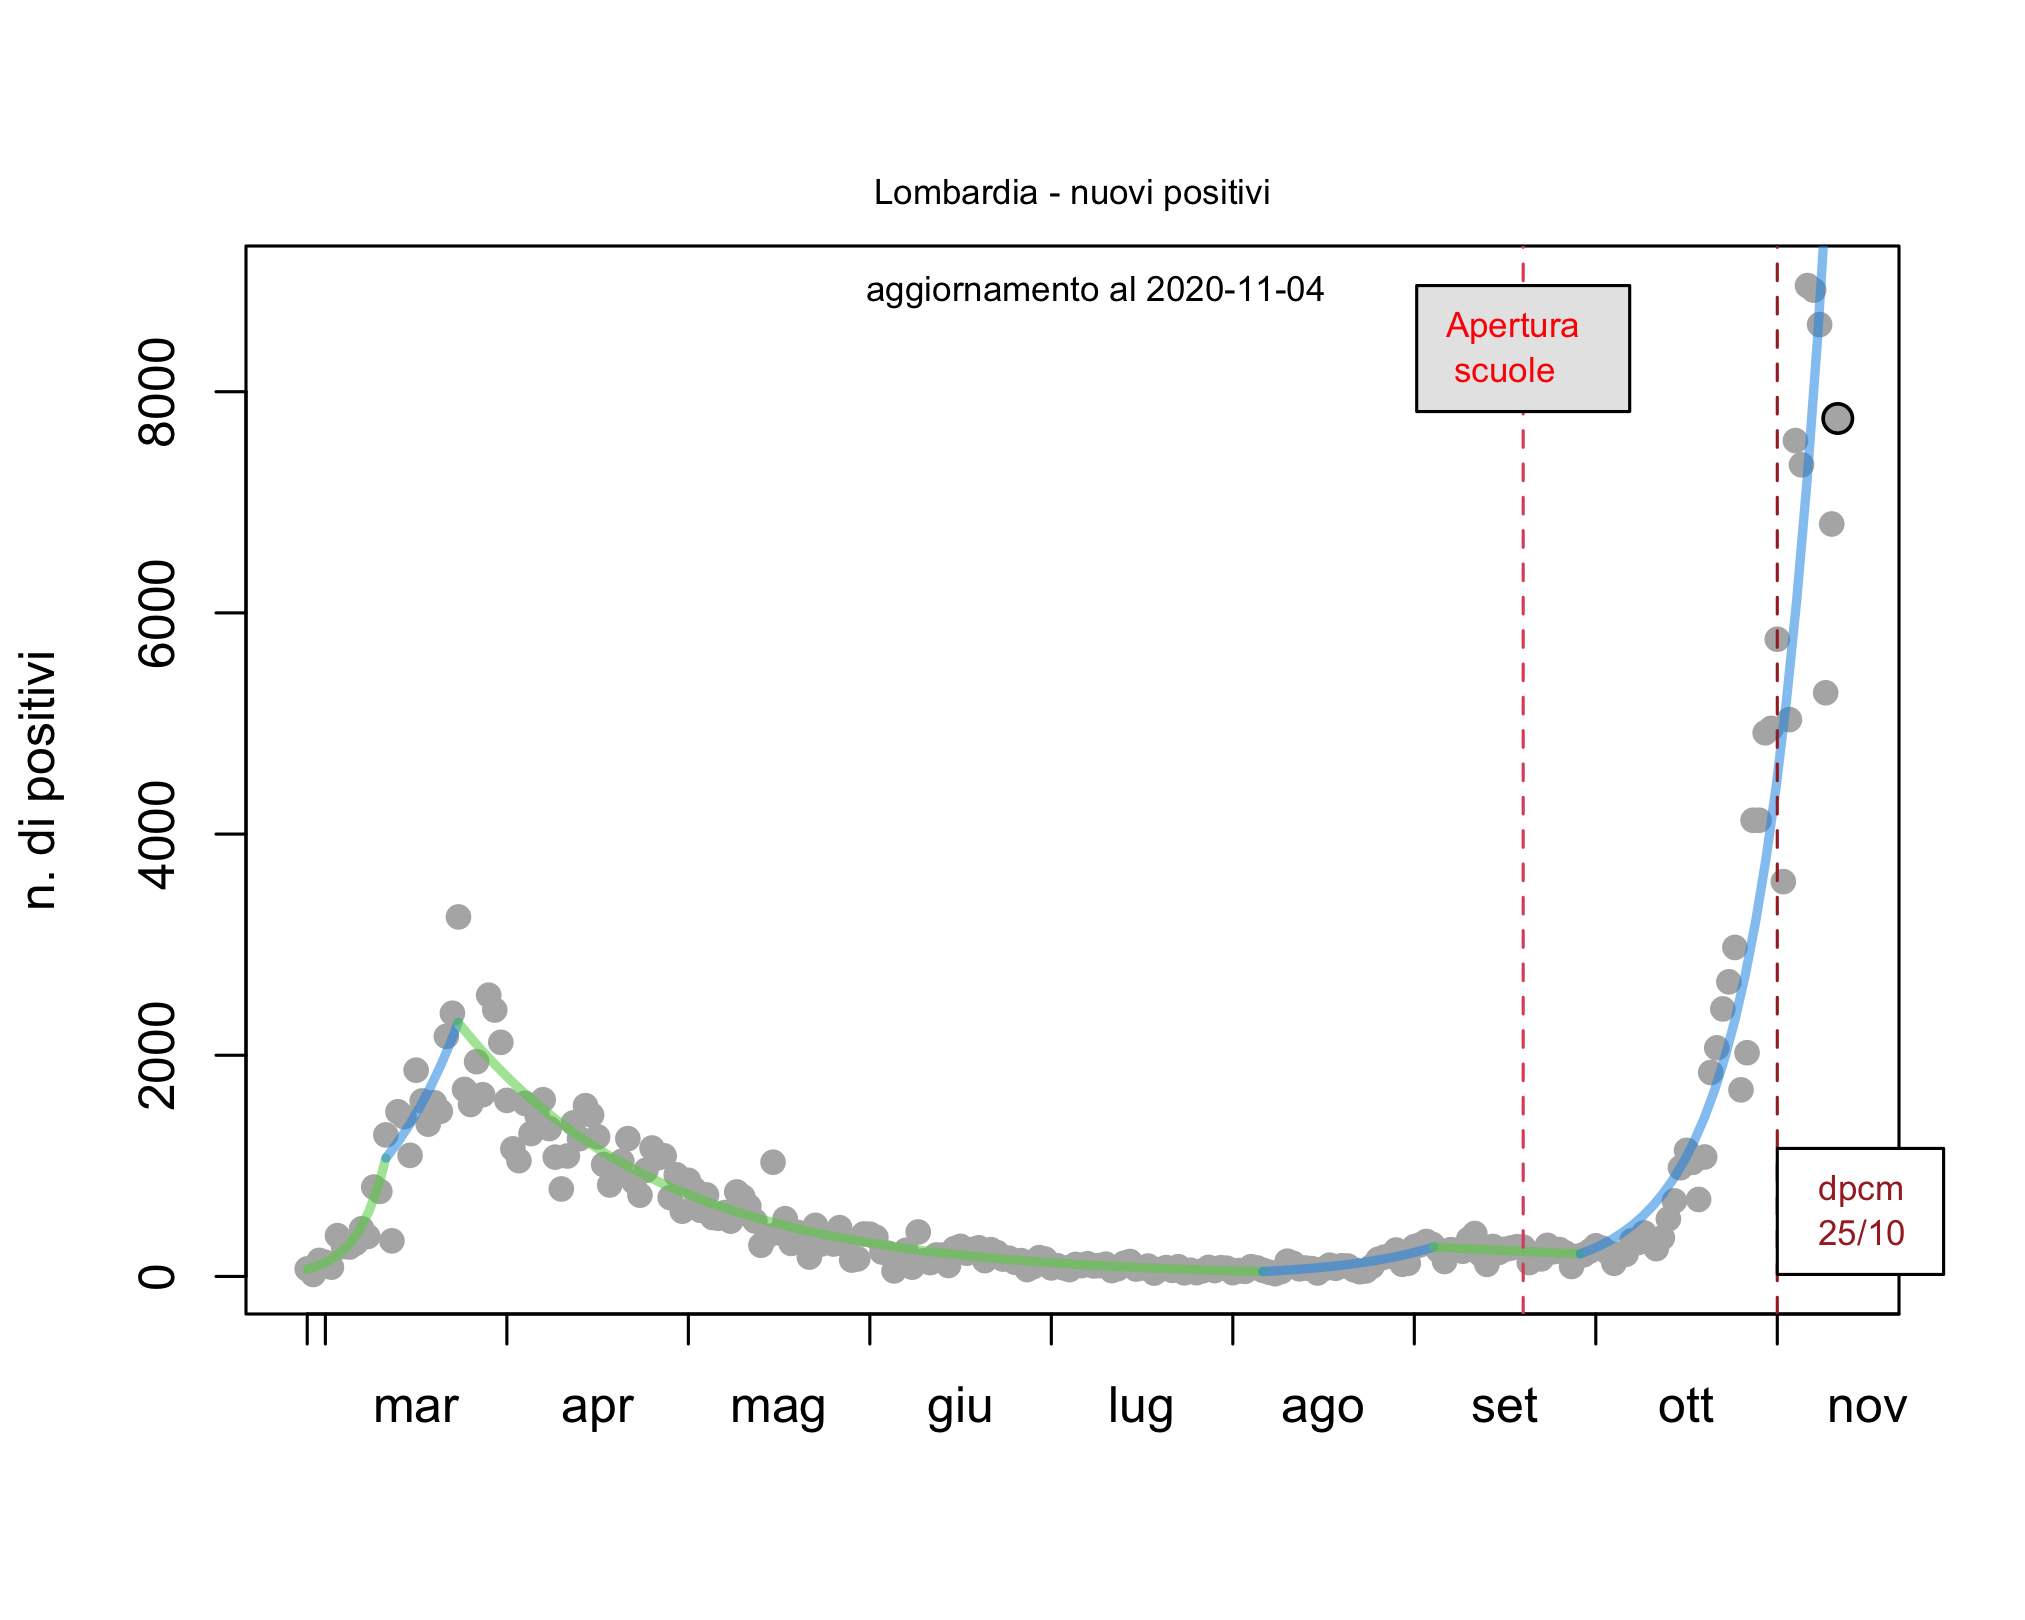 Lombardia - nuovi positivi
aggiornamento al 2020-11-04
Apertura
scuole
n. di positivi
8000
6000
4000
2000
0
dpcm
25/10
mar apr mag giu lug ago set ott nov